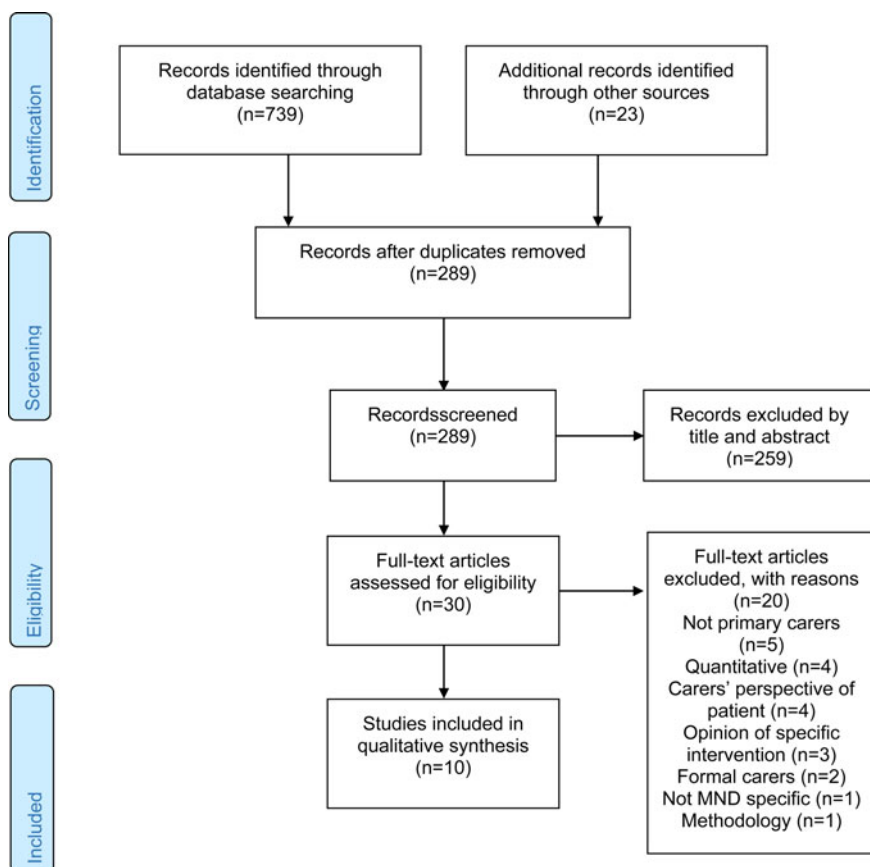 Identification
Records identified through
database searching
(n=739)
Additional records identified
through other sources
(n=23)
Screening
Records after duplicates removed
(n=289)
Recordsscreened
(n=289)
Records excluded by
title and abstract
(n=259)
Eligibility
Full-text articles
assessed for eligibility
(n=30)
Full-text articles
excluded, with reasons
(n=20)
Not primary carers
(n=5)
Quantitative (n=4)
Carers’ perspective of
patient (n=4)
Opinion of specific
intervention (n=3)
Formal carers (n=2)
Not MND specific (n=1)
Methodology (n=1)
Included
Studies included in
qualitative synthesis
(n=10)